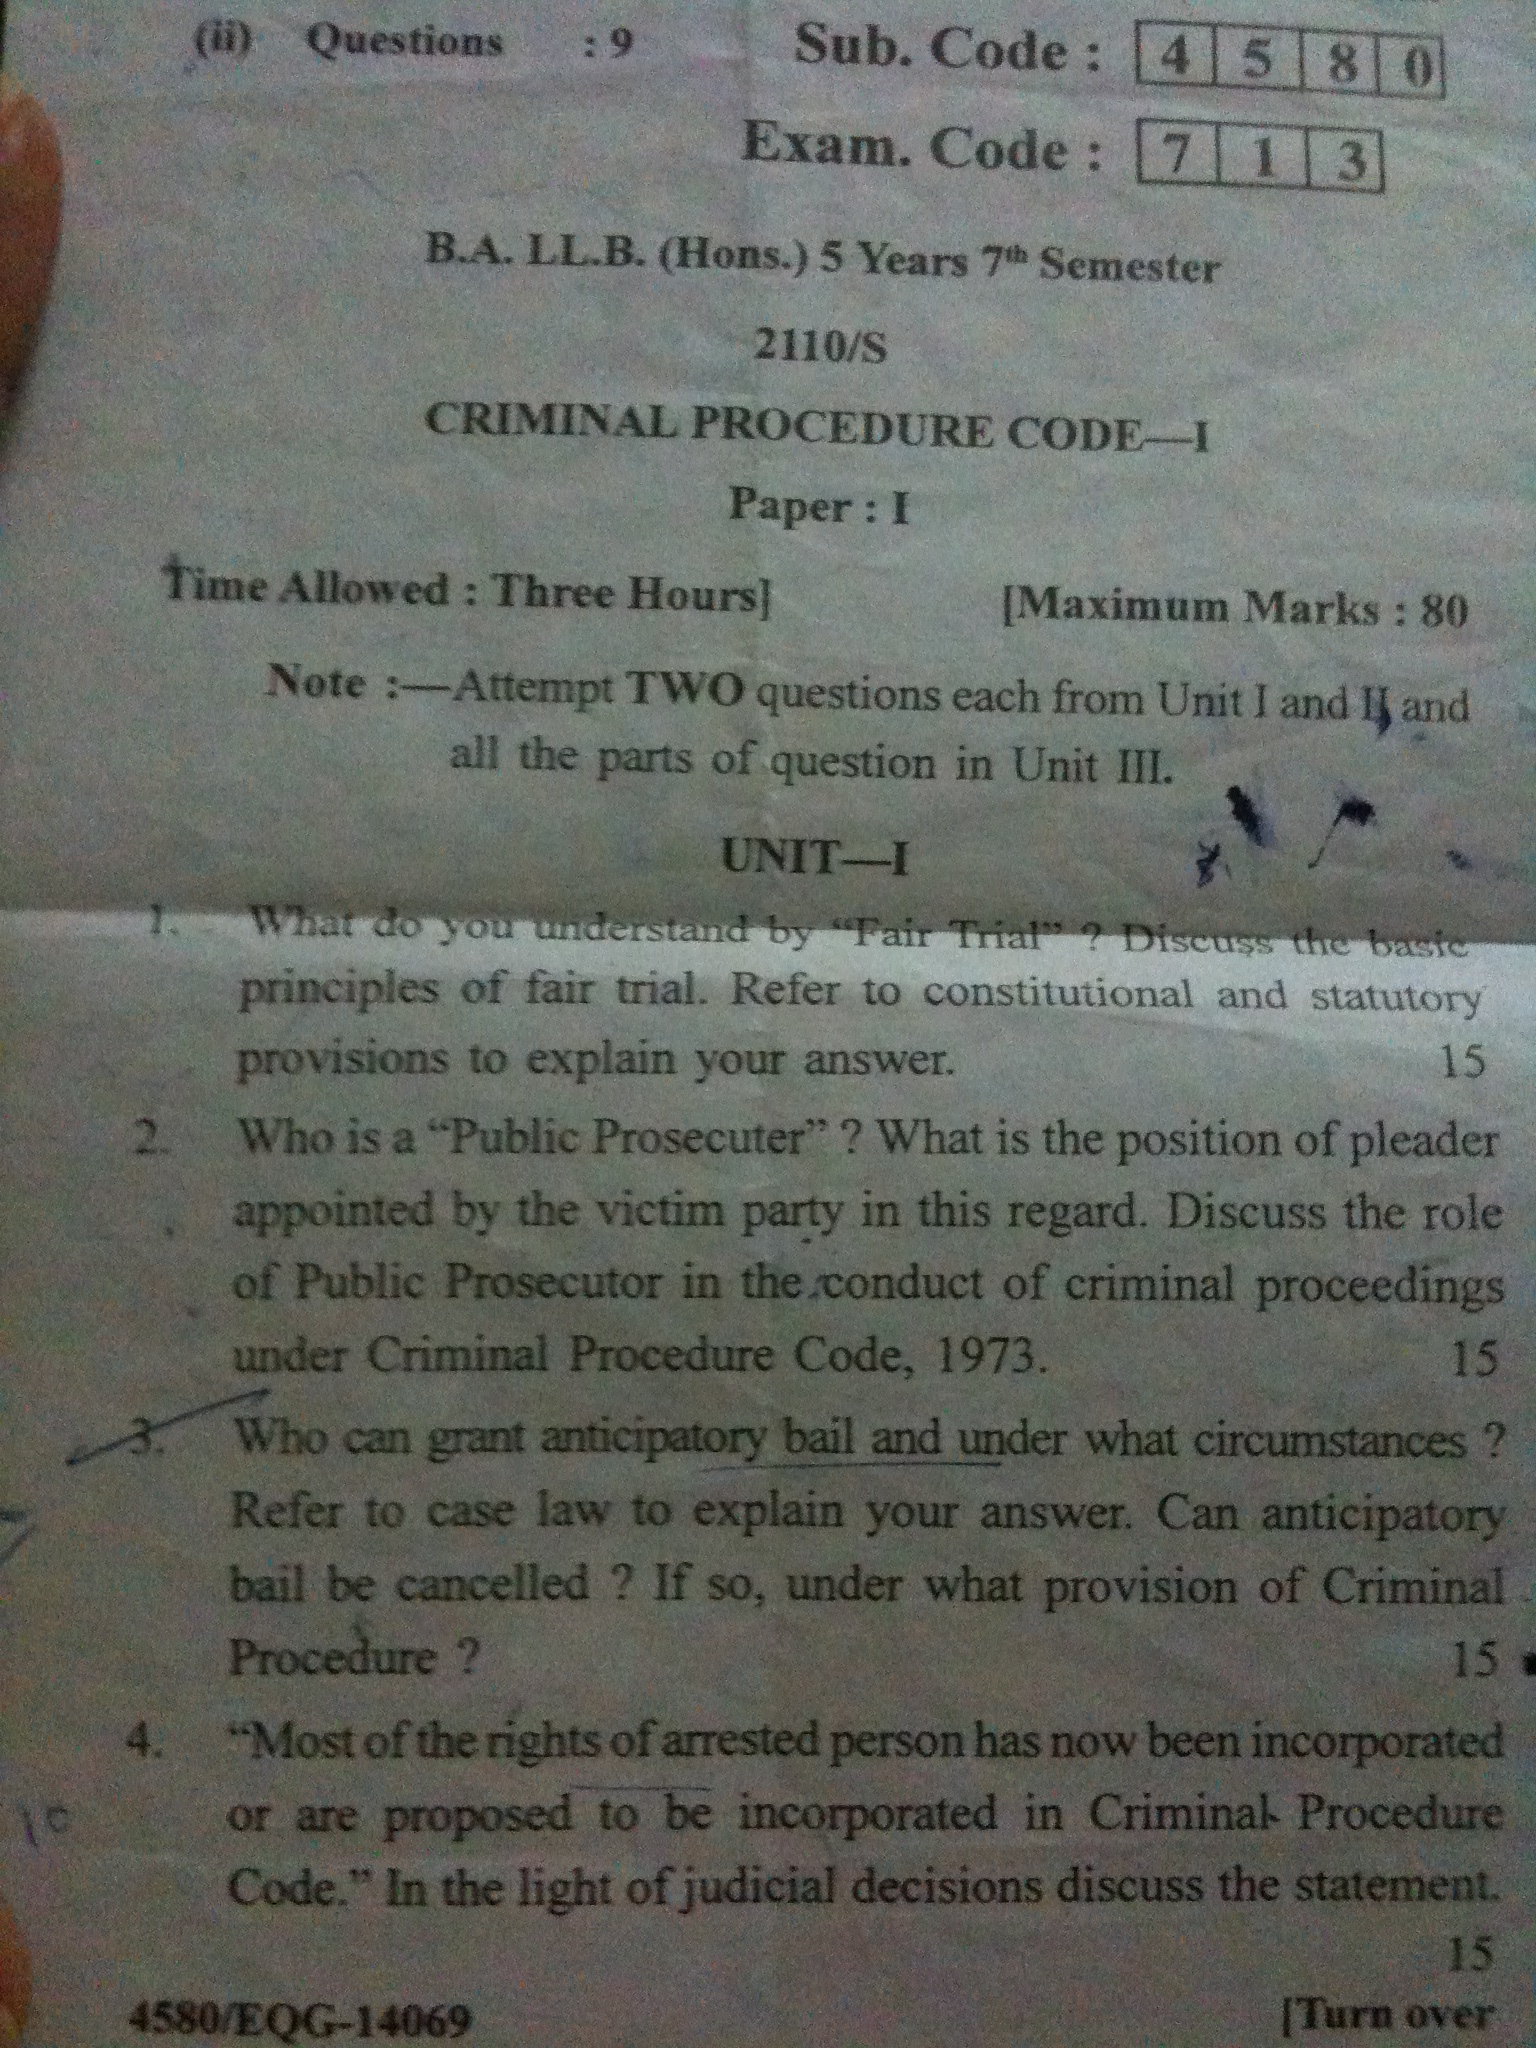 (ii) Questions : 9
Sub. Code : 4 5 8 0
Exam. Code : 7 1 3
B.A. LL.B. (Hons.) 5 Years 7th Semester
2110/S
CRIMINAL PROCEDURE CODE—I
Paper : I
Time Allowed : Three Hours] [Maximum Marks : 80
Note :—Attempt TWO questions each from Unit I and II and
all the parts of question in Unit III.
UNIT—I
1. What do you understand by “Fair Trial” ? Discuss the basic
principles of fair trial. Refer to constitutional and statutory
provisions to explain your answer. 15
2. Who is a “Public Prosecuter” ? What is the position of pleader
appointed by the victim party in this regard. Discuss the role
of Public Prosecutor in the conduct of criminal proceedings
under Criminal Procedure Code, 1973. 15
3. Who can grant anticipatory bail and under what circumstances ?
Refer to case law to explain your answer. Can anticipatory
bail be cancelled ? If so, under what provision of Criminal
Procedure ? 15
4. “Most of the rights of arrested person has now been incorporated
or are proposed to be incorporated in Criminal Procedure
Code.” In the light of judicial decisions discuss the statement.
15
4580/EQG-14069 [Turn over